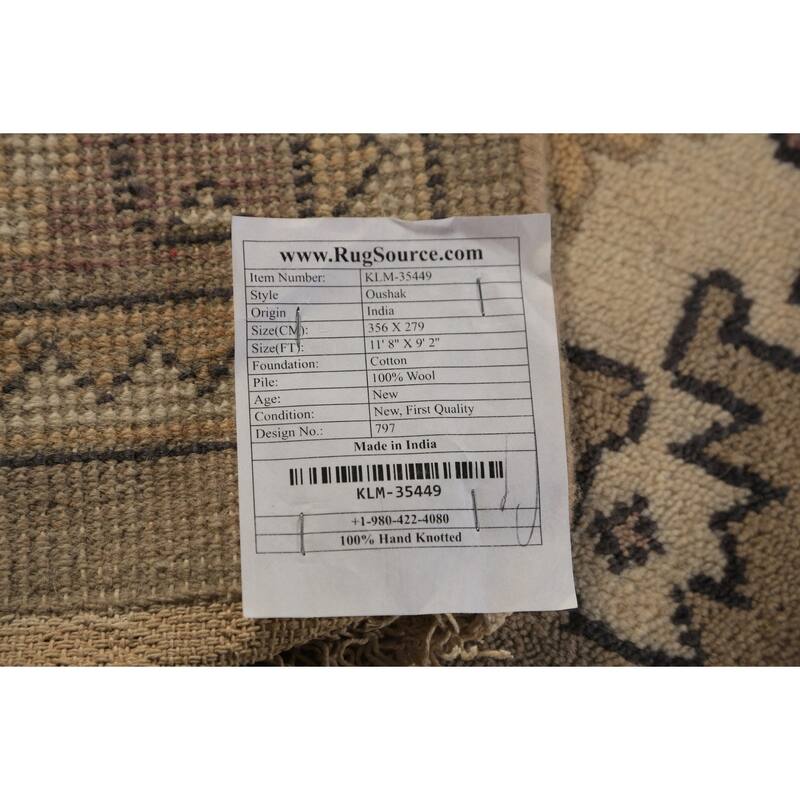 www.RugSource.com
Item Number: KLM-35449
Style Oushak
Origin India
Size(CM): 356 X 279
Size(FT): 11' 8" X 9' 2"
Foundation: Cotton
Pile: 100% Wool
Age: New
Condition: New, First Quality
Design No.: 797
Made in India
KLM-35449
+1-980-422-4080
100% Hand Knotted